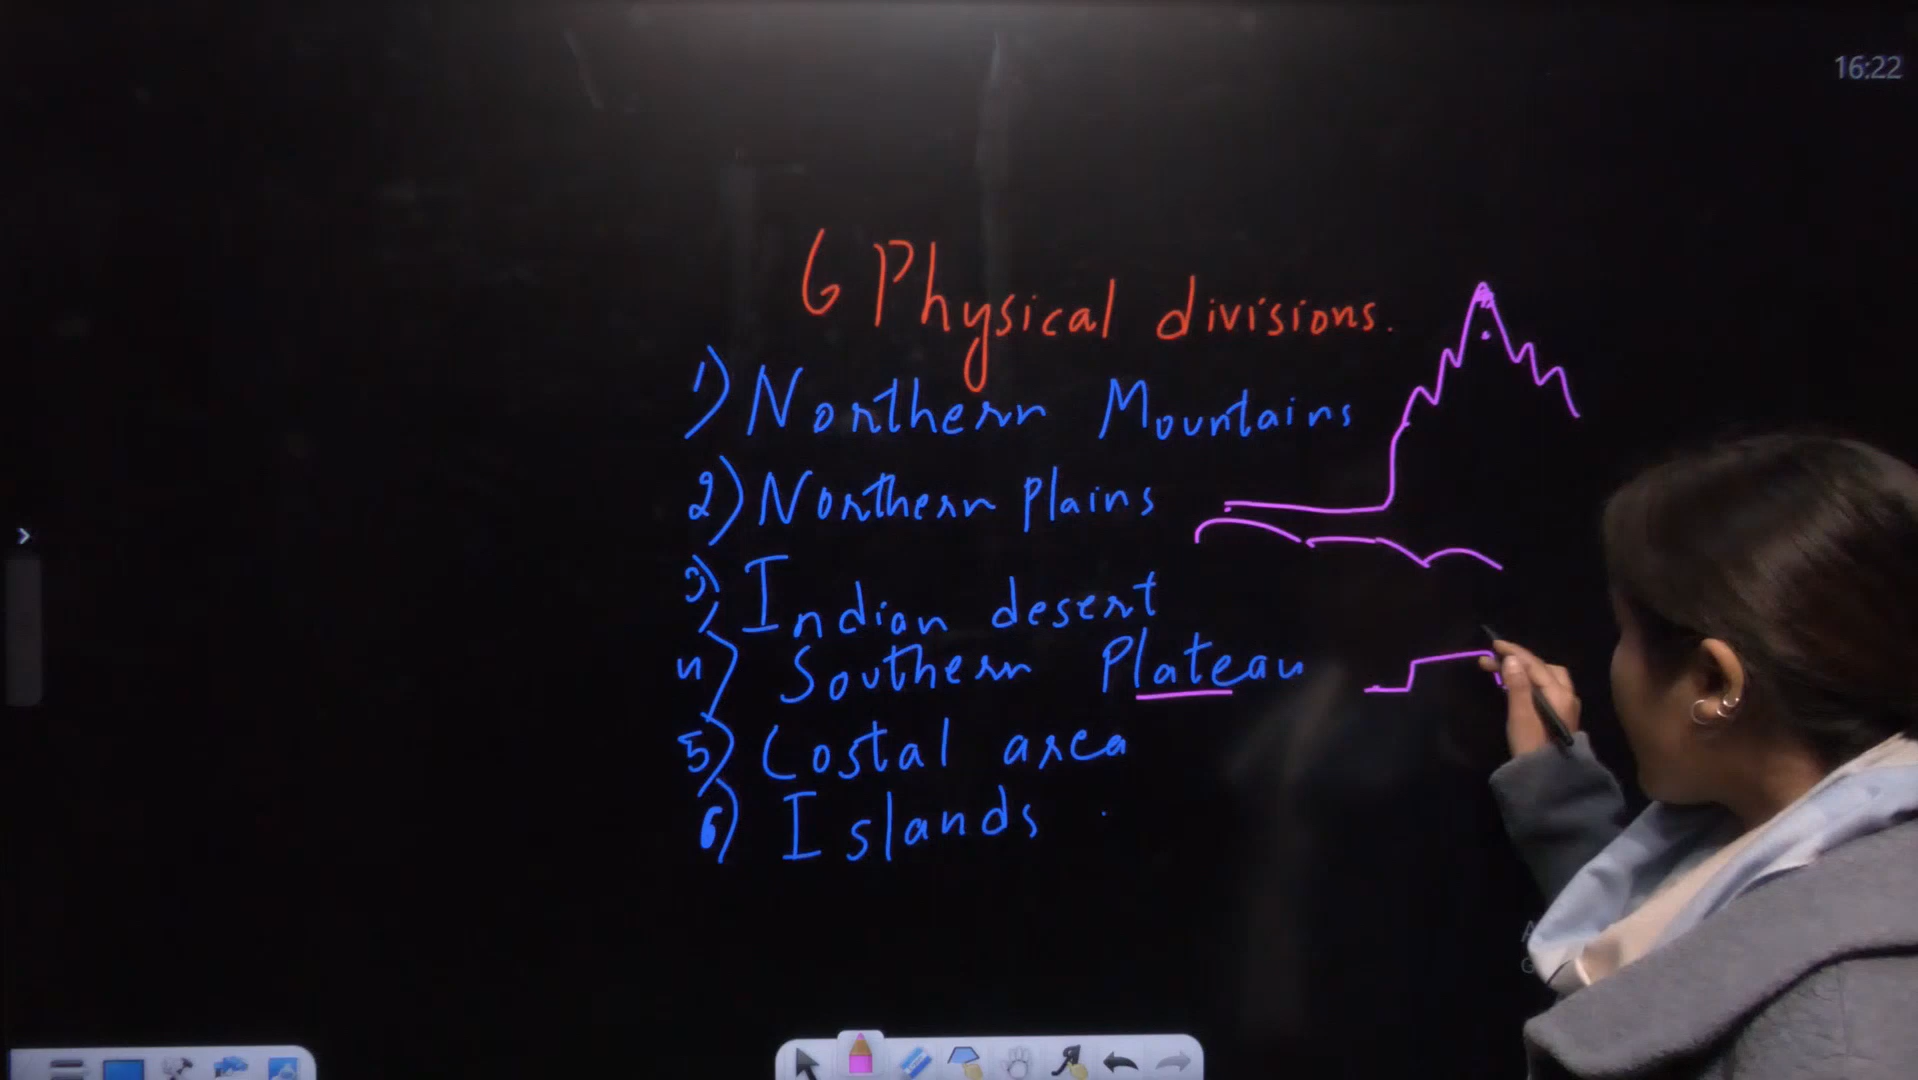 16:22
6 Physical divisions.
1) Northern Mountains
2) Northern plains
3) Indian desert
4) Southern Plateau
5) Costal area
6) Islands